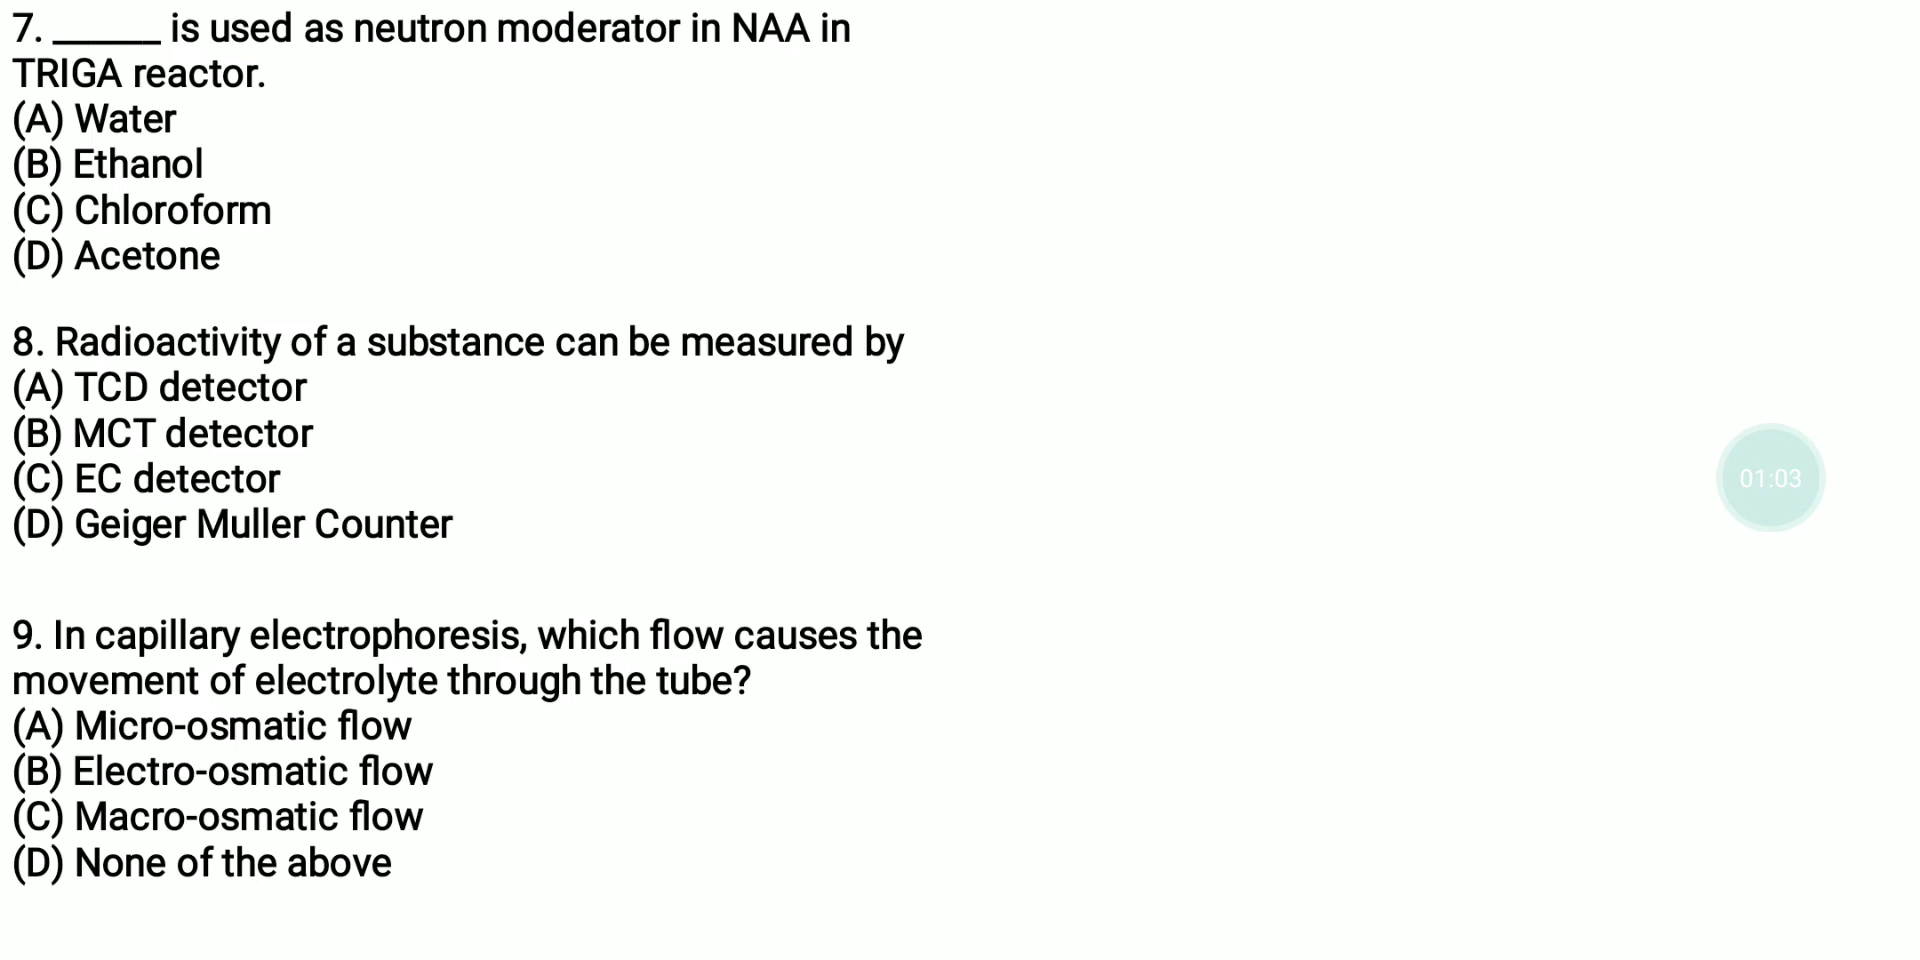 7. ______ is used as neutron moderator in NAA in
TRIGA reactor.
(A) Water
(B) Ethanol
(C) Chloroform
(D) Acetone
8. Radioactivity of a substance can be measured by
(A) TCD detector
(B) MCT detector
(C) EC detector
(D) Geiger Muller Counter
01:03
9. In capillary electrophoresis, which flow causes the
movement of electrolyte through the tube?
(A) Micro-osmatic flow
(B) Electro-osmatic flow
(C) Macro-osmatic flow
(D) None of the above